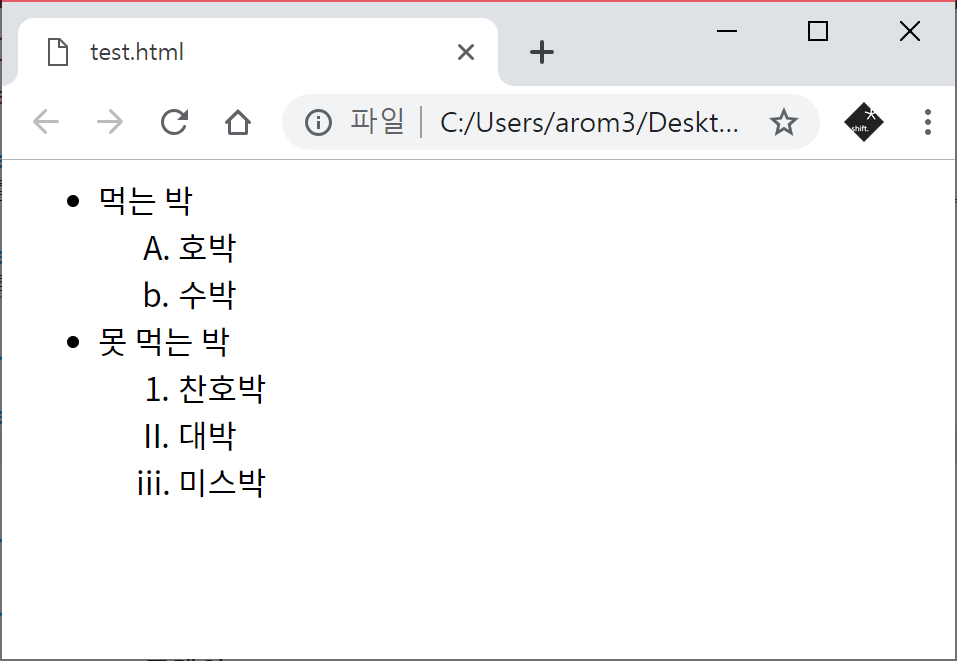 test.html
파일 C:/Users/arom3/Deskt...
shift.
• 먹는 박
A. 호박
b. 수박
• 못 먹는 박
1. 찬호박
II. 대박
iii. 미스박